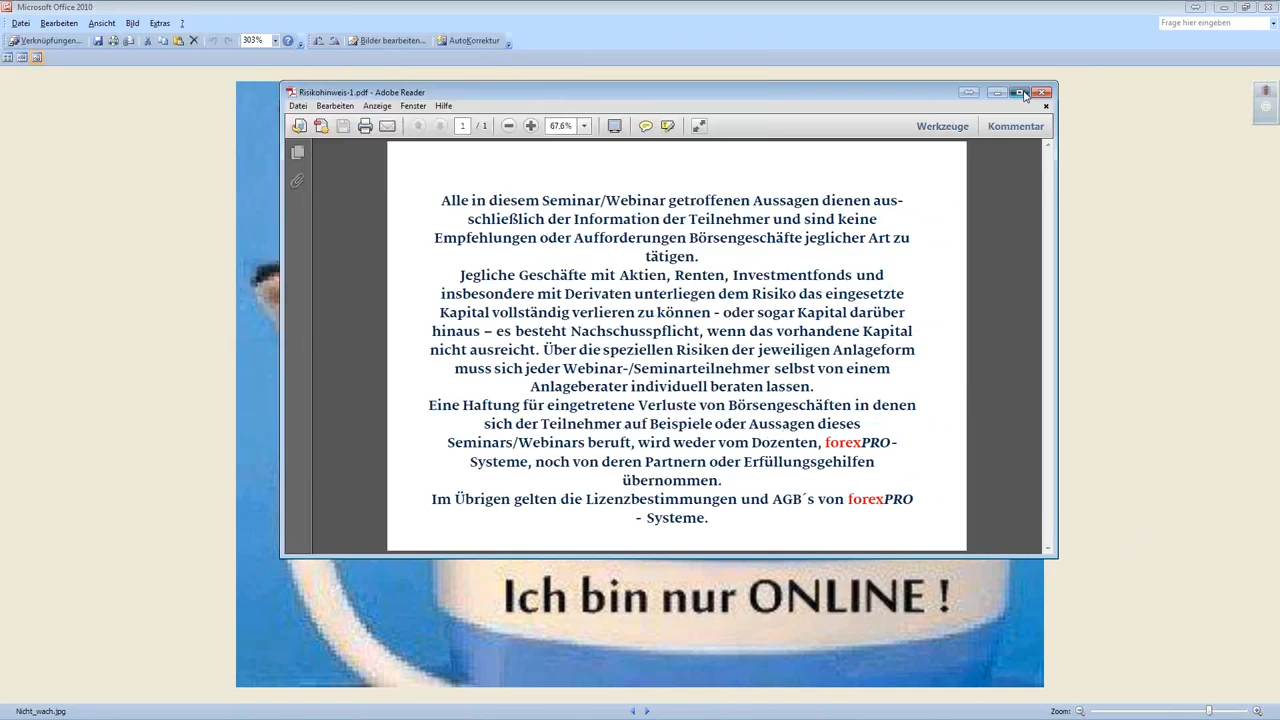 Microsoft Office 2010
Datei Bearbeiten Ansicht Bild Extras ?
Frage hier eingeben
Verknüpfungen... 303% Bilder bearbeiten... AutoKorrektur
Risikohinweis-1.pdf - Adobe Reader
Datei Bearbeiten Anzeige Fenster Hilfe
1 / 1 67,6% Werkzeuge Kommentar
Alle in diesem Seminar/Webinar getroffenen Aussagen dienen aus-
schließlich der Information der Teilnehmer und sind keine
Empfehlungen oder Aufforderungen Börsengeschäfte jeglicher Art zu
tätigen.
Jegliche Geschäfte mit Aktien, Renten, Investmentfonds und
insbesondere mit Derivaten unterliegen dem Risiko das eingesetzte
Kapital vollständig verlieren zu können - oder sogar Kapital darüber
hinaus – es besteht Nachschusspflicht, wenn das vorhandene Kapital
nicht ausreicht. Über die speziellen Risiken der jeweiligen Anlageform
muss sich jeder Webinar-/Seminarteilnehmer selbst von einem
Anlageberater individuell beraten lassen.
Eine Haftung für eingetretene Verluste von Börsengeschäften in denen
sich der Teilnehmer auf Beispiele oder Aussagen dieses
Seminars/Webinars beruft, wird weder vom Dozenten, forexPRO-
Systeme, noch von deren Partnern oder Erfüllungsgehilfen
übernommen.
Im Übrigen gelten die Lizenzbestimmungen und AGB´s von forexPRO
- Systeme.
Ich bin nur ONLINE !
Nicht_wach.jpg
Zoom: